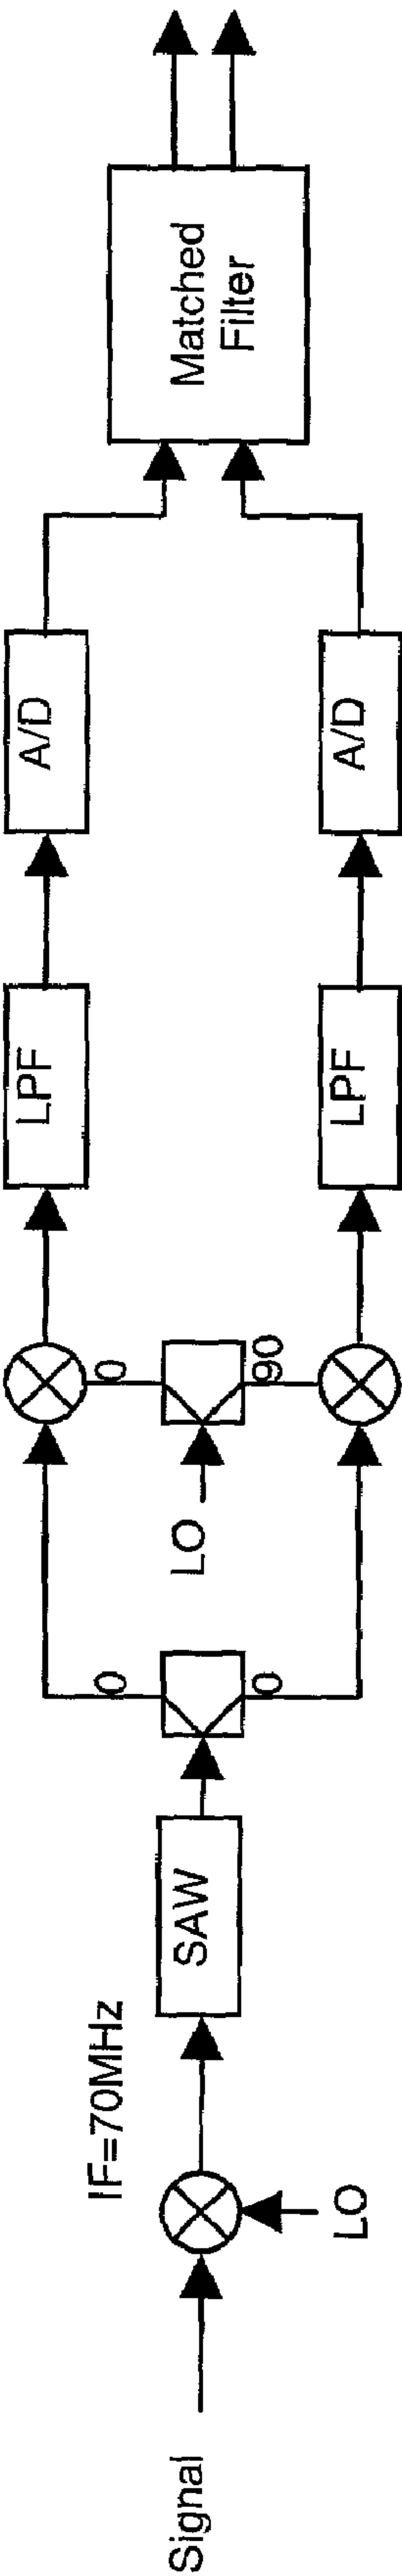 Signal
LO
IF=70MHz
SAW
0
0
LO
0
90
LPF
LPF
A/D
A/D
Matched
Filter